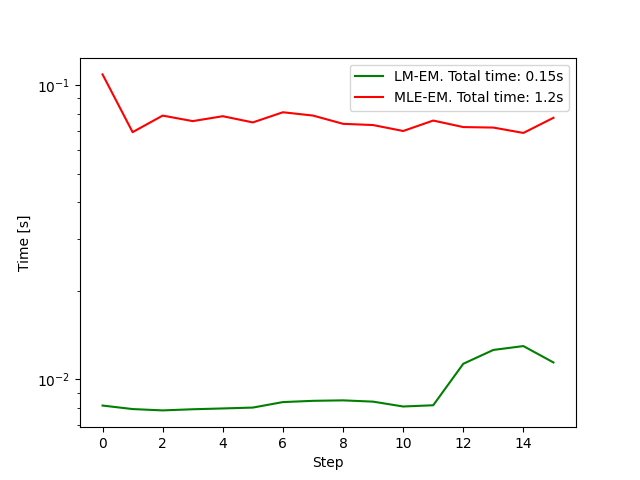 LM-EM. Total time: 0.15s
MLE-EM. Total time: 1.2s
10⁻¹
10⁻²
Time [s]
0 2 4 6 8 10 12 14
Step